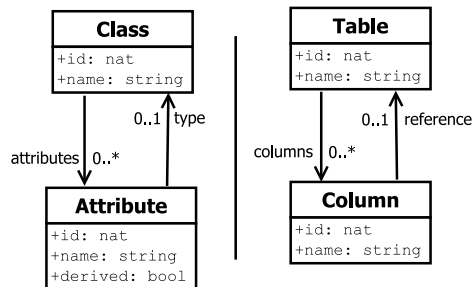 Class
+id: nat
+name: string
0..1 type
attributes 0..*
Attribute
+id: nat
+name: string
+derived: bool
Table
+id: nat
+name: string
0..1 reference
columns 0..*
Column
+id: nat
+name: string